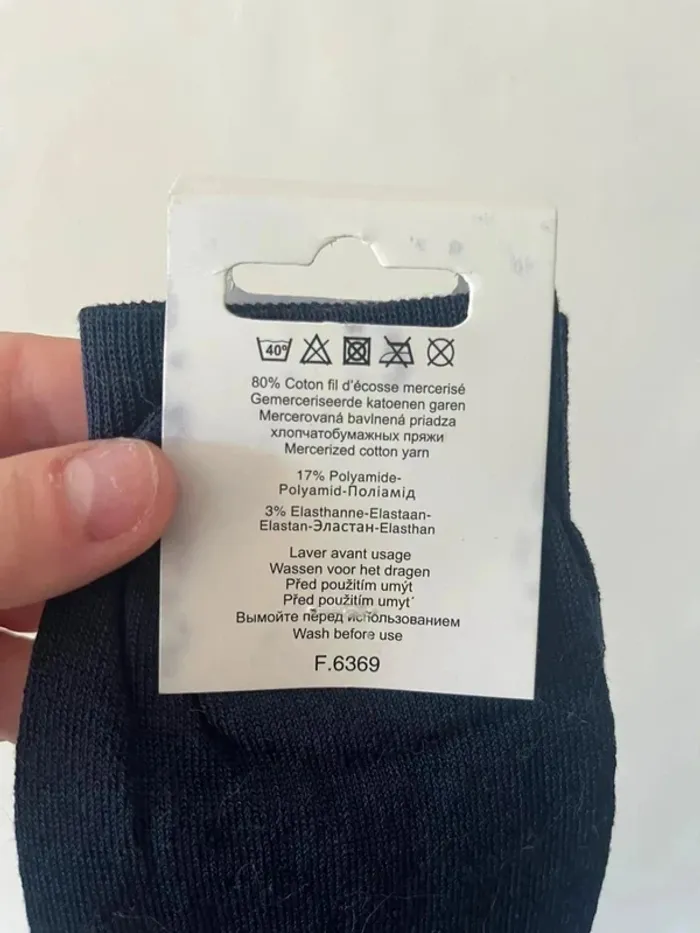 40°
80% Coton fil d'écosse mercerisé
Gemerceriseerde katoenen garen
Mercerovaná bavlnená priadza
хлопчатобумажных пряжи
Mercerized cotton yarn
17% Polyamide-
Polyamid-Поліамід
3% Elasthanne-Elastaan-
Elastan-Эластан-Elasthan
Laver avant usage
Wassen voor het dragen
Před použitím umýt
Před použitím umyt´
Вымойте перед использованием
Wash before use
F.6369